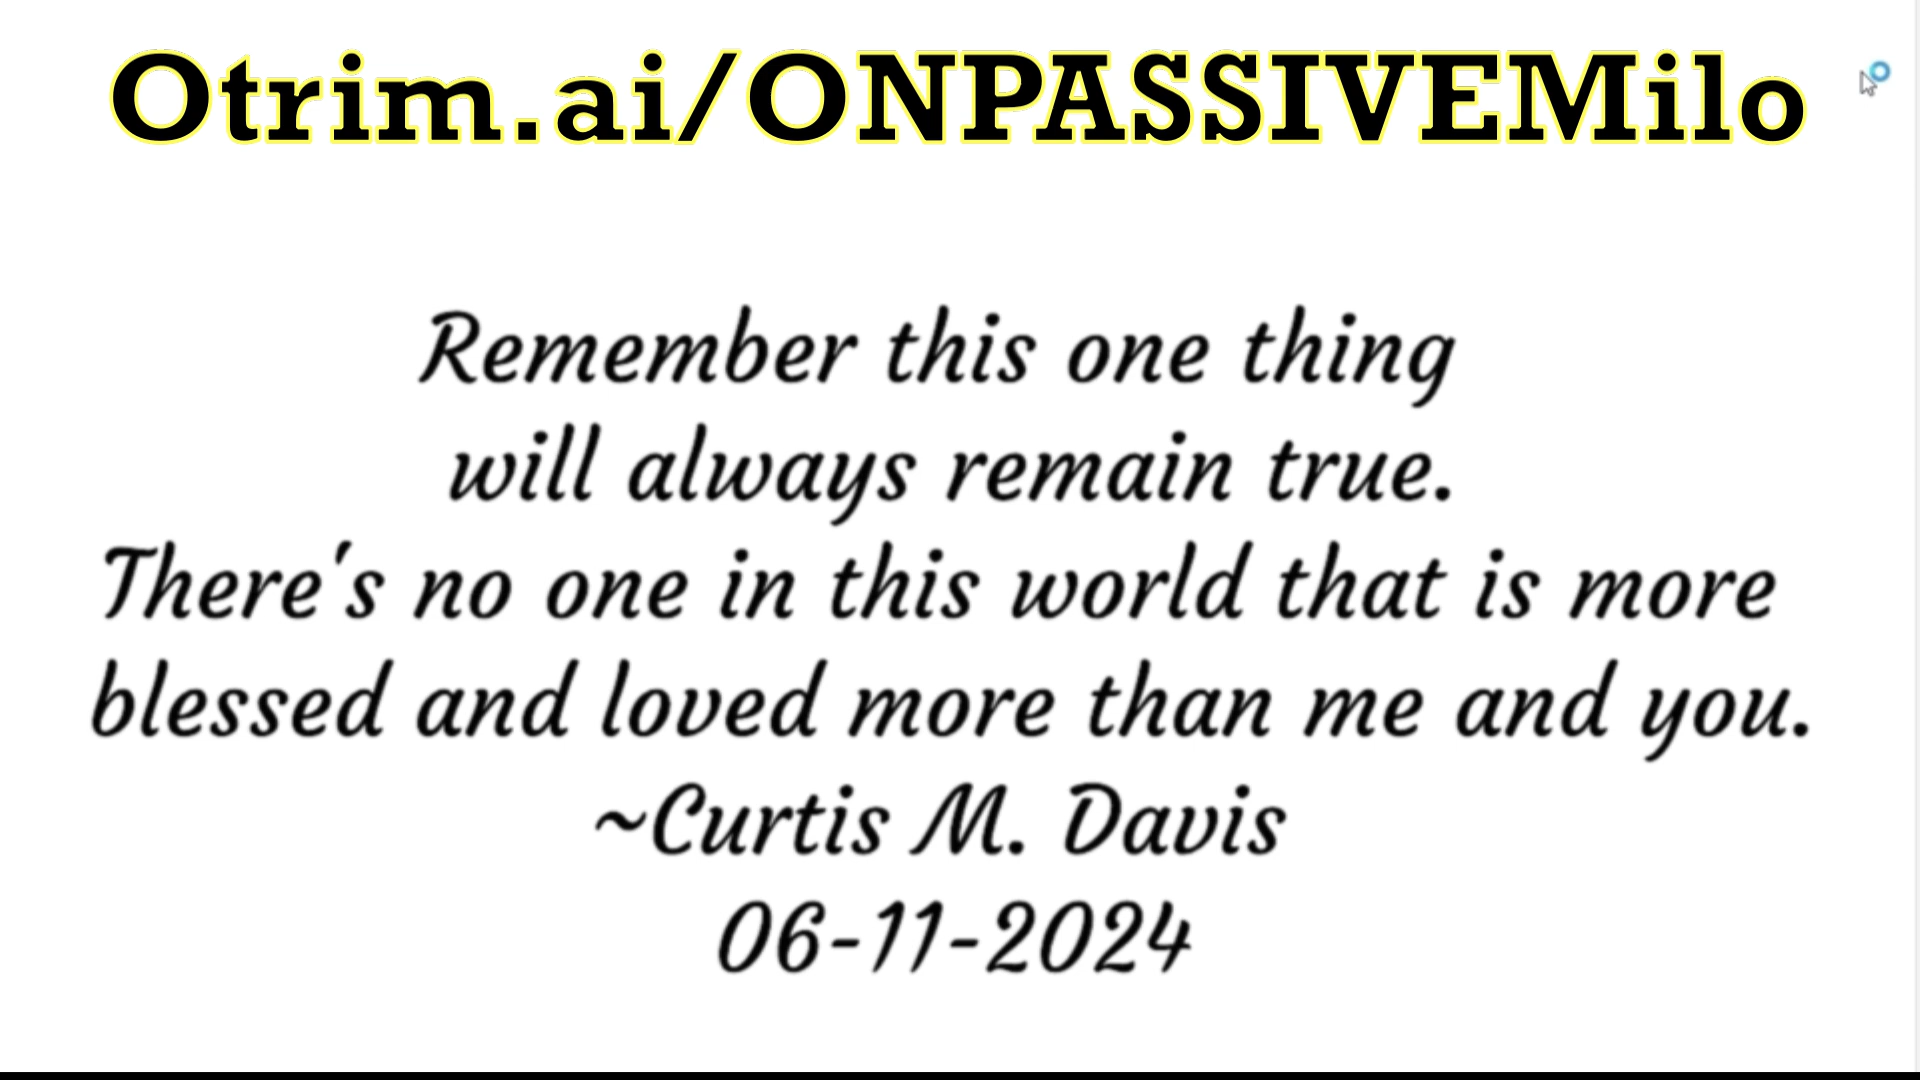 Otrim.ai/ONPASSIVEMilo
Remember this one thing
will always remain true.
There's no one in this world that is more
blessed and loved more than me and you.
~Curtis M. Davis
06-11-2024